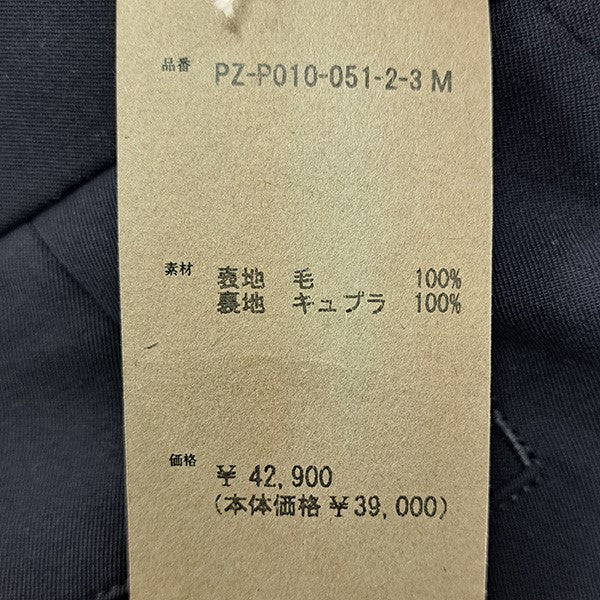 品番 PZ-P010-051-2-3 M
素材 表地 毛 100%
裏地 キュプラ 100%
価格 ¥ 42,900
(本体価格 ¥ 39,000)